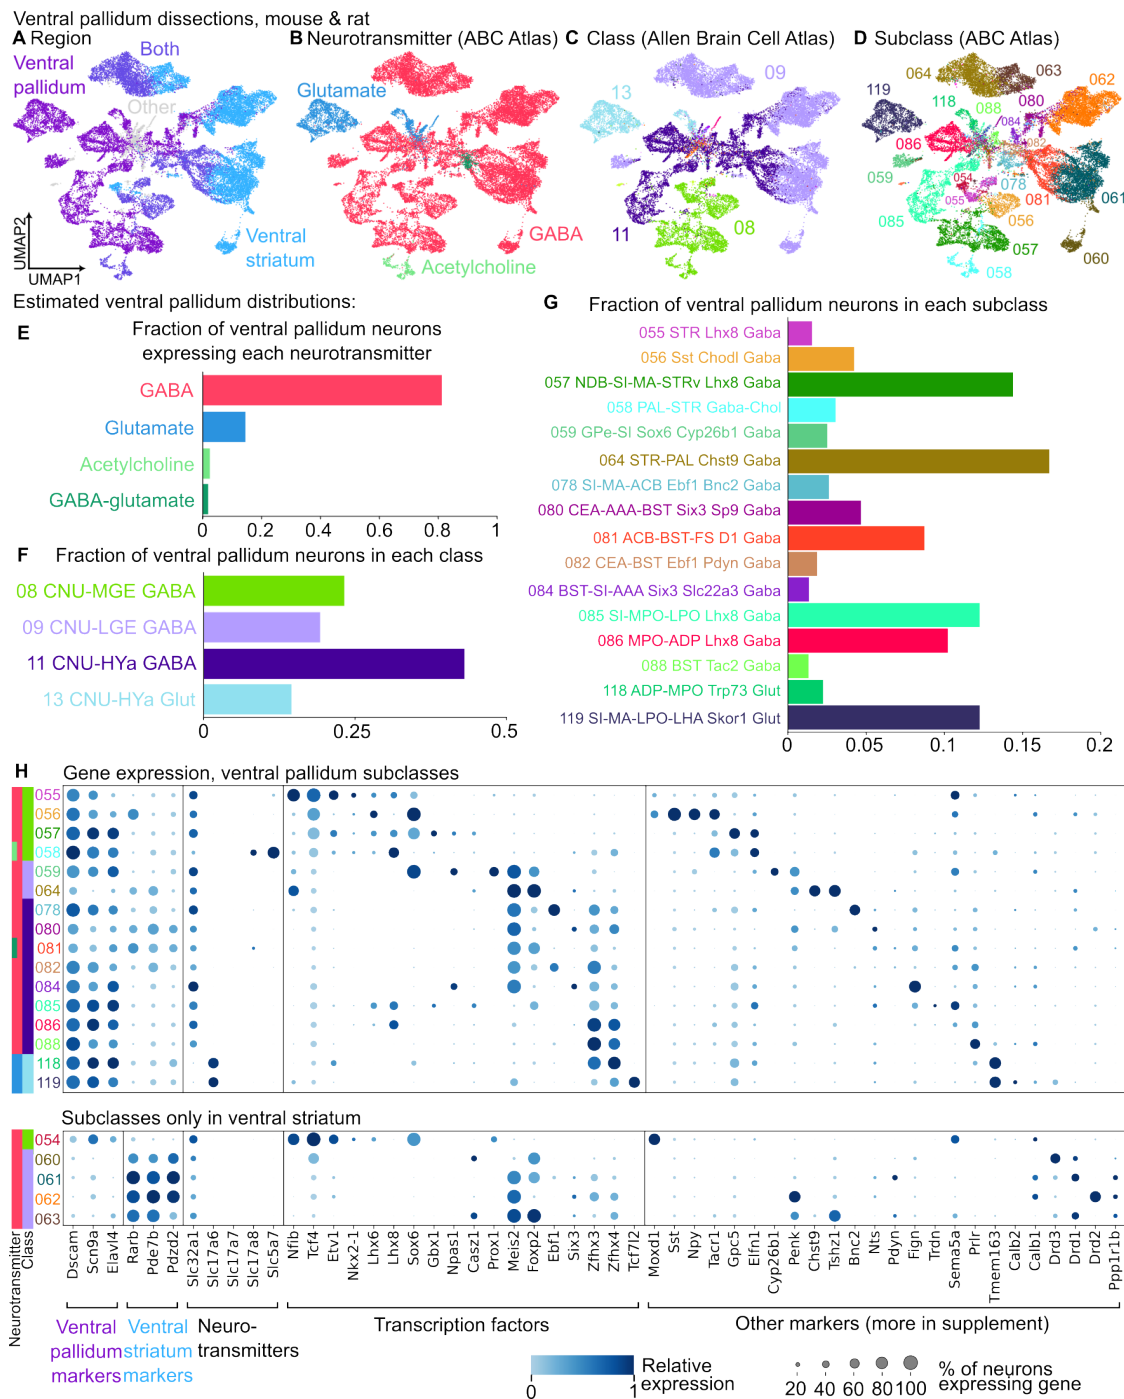 Ventral pallidum dissections, mouse & rat
A Region
B Neurotransmitter (ABC Atlas)
C Class (Allen Brain Cell Atlas)
D Subclass (ABC Atlas)
Both
Ventral
pallidum
Other
Ventral
striatum
UMAP2
UMAP1
Glutamate
GABA
Acetylcholine
13
09
11
08
064
063
062
119
118
088
080
084
086
082
059
054
078
055
081
061
085
056
057
060
058
Estimated ventral pallidum distributions:
E
Fraction of ventral pallidum neurons
expressing each neurotransmitter
GABA
Glutamate
Acetylcholine
GABA-glutamate
0 0.2 0.4 0.6 0.8 1
F Fraction of ventral pallidum neurons in each class
08 CNU-MGE GABA
09 CNU-LGE GABA
11 CNU-HYa GABA
13 CNU-HYa Glut
0 0.25 0.5
G Fraction of ventral pallidum neurons in each subclass
055 STR Lhx8 Gaba
056 Sst Chodl Gaba
057 NDB-SI-MA-STRv Lhx8 Gaba
058 PAL-STR Gaba-Chol
059 GPe-SI Sox6 Cyp26b1 Gaba
064 STR-PAL Chst9 Gaba
078 SI-MA-ACB Ebf1 Bnc2 Gaba
080 CEA-AAA-BST Six3 Sp9 Gaba
081 ACB-BST-FS D1 Gaba
082 CEA-BST Ebf1 Pdyn Gaba
084 BST-SI-AAA Six3 Slc22a3 Gaba
085 SI-MPO-LPO Lhx8 Gaba
086 MPO-ADP Lhx8 Gaba
088 BST Tac2 Gaba
118 ADP-MPO Trp73 Glut
119 SI-MA-LPO-LHA Skor1 Glut
0 0.05 0.1 0.15 0.2
H Gene expression, ventral pallidum subclasses
055
056
057
058
059
064
078
080
081
082
084
085
086
088
118
119
Subclasses only in ventral striatum
054
060
061
062
063
Neurotransmitter
Class
Dscam
Scn9a
Elavl4
Rarb
Pde7b
Pdzd2
Slc32a1
Slc17a6
Slc17a7
Slc17a8
Slc5a7
Nfib
Tcf4
Etv1
Nkx2-1
Lhx6
Lhx8
Sox6
Gbx1
Npas1
Casz1
Prox1
Meis2
Foxp2
Ebf1
Six3
Zfhx3
Zfhx4
Tcf7l2
Moxd1
Sst
Npy
Tacr1
Gpc5
Elfn1
Cyp26b1
Penk
Chst9
Tshz1
Bnc2
Nts
Pdyn
Fign
Trdn
Sema5a
Prlr
Tmem163
Calb2
Calb1
Drd3
Drd1
Drd2
Ppp1r1b
Ventral
pallidum
markers
Ventral
striatum
markers
Neuro-
transmitters
Transcription factors
Other markers (more in supplement)
0 1
Relative
expression
20 40 60 80 100
% of neurons
expressing gene